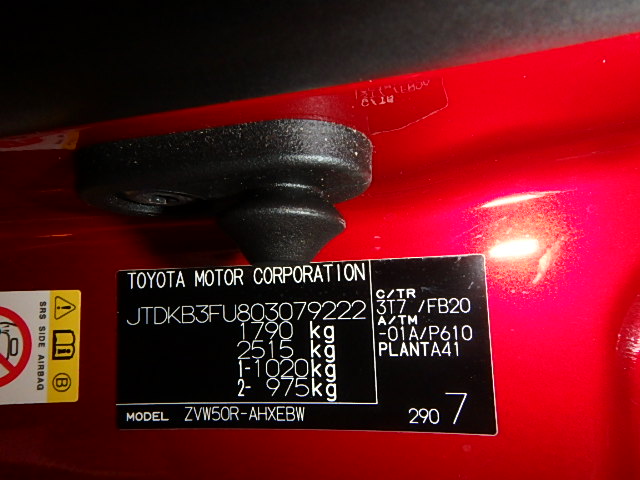 TOYOTA MOTOR CORPORATION
JTDKB3FU803079222
1790 kg
2515 kg
1-1020kg
2- 975kg
MODEL ZVW50R-AHXEBW
C/TR
3T7 /FB20
A/TM
-01A/P610
PLANTA41
290 7
SRS SIDE AIRBAG
B